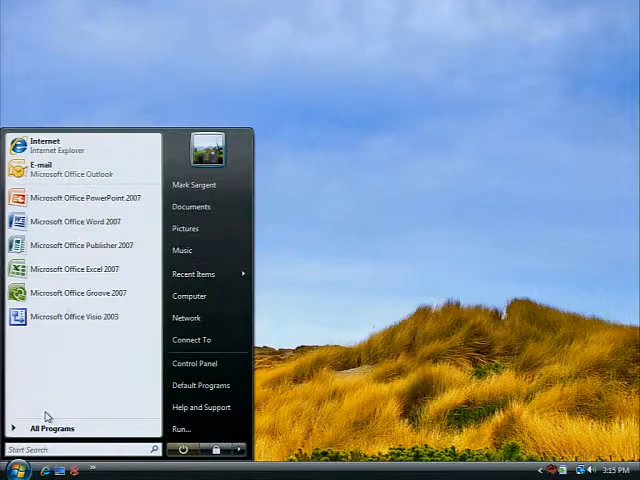 Internet
Internet Explorer
E-mail
Microsoft Office Outlook
Microsoft Office PowerPoint 2007
Microsoft Office Word 2007
Microsoft Office Publisher 2007
Microsoft Office Excel 2007
Microsoft Office Groove 2007
Microsoft Office Visio 2003
All Programs
Start Search
Mark Sargent
Documents
Pictures
Music
Recent Items
Computer
Network
Connect To
Control Panel
Default Programs
Help and Support
Run...
3:15 PM